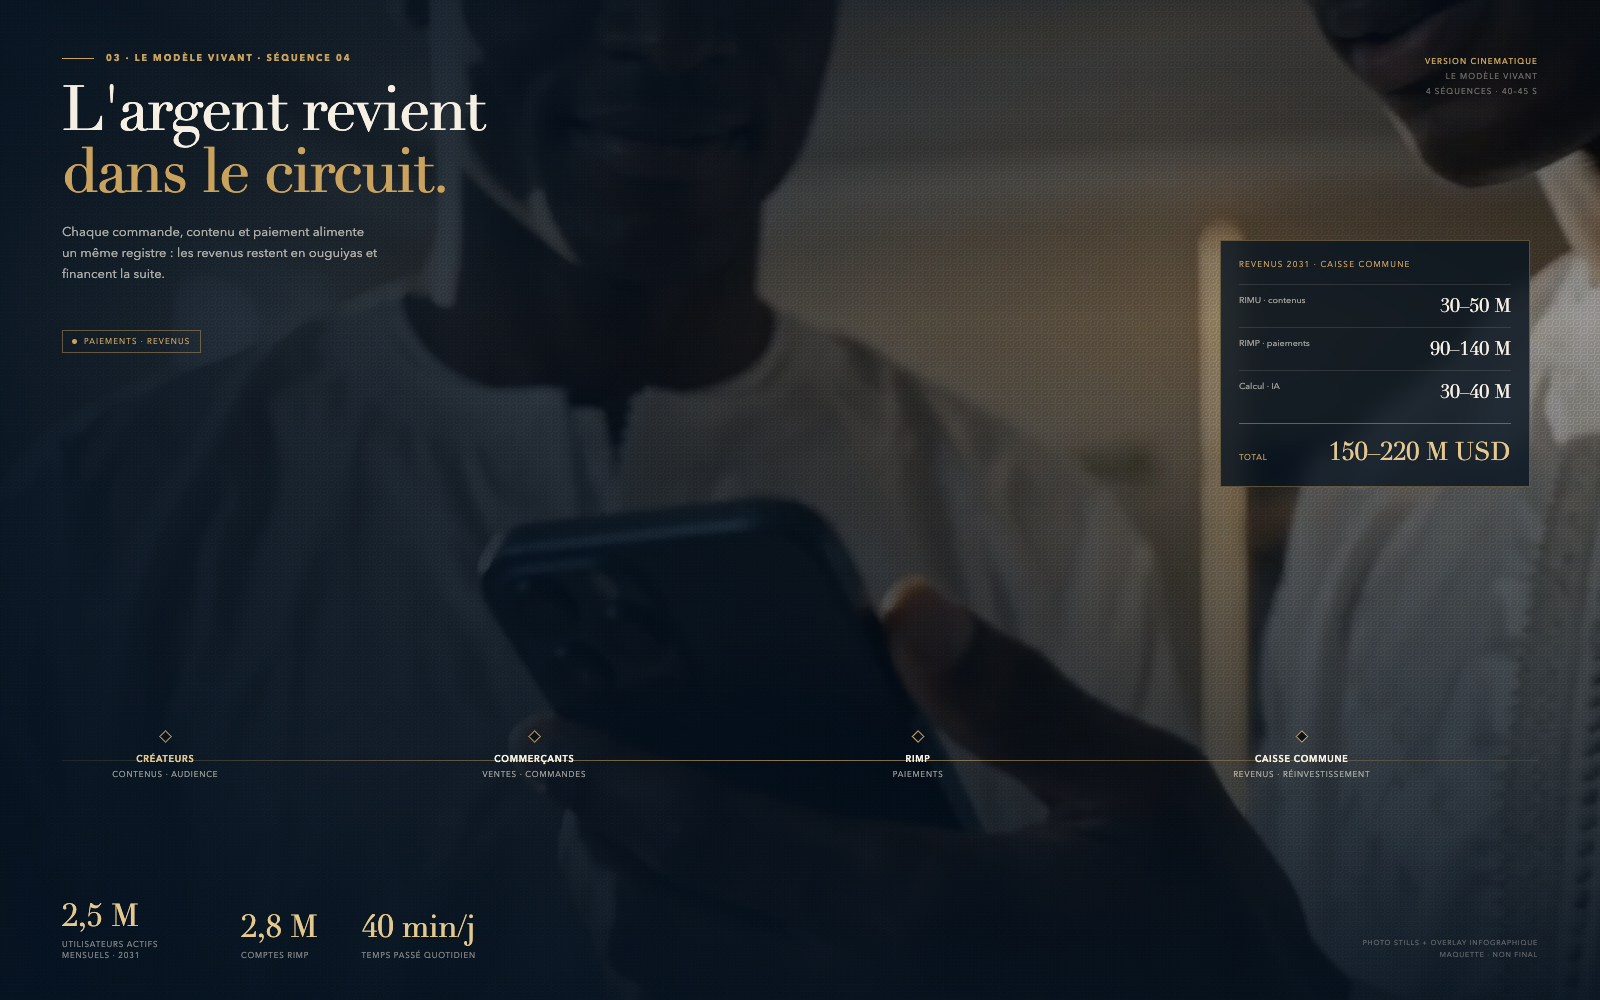 03 · LE MODÈLE VIVANT · SÉQUENCE 04
L'argent revient
dans le circuit.
Chaque commande, contenu et paiement alimente
un même registre : les revenus restent en ouguiyas et
financent la suite.
PAIEMENTS · REVENUS
VERSION CINEMATIQUE
LE MODÈLE VIVANT
4 SÉQUENCES · 40-45 S
REVENUS 2031 · CAISSE COMMUNE
RIMU · contenus 30–50 M
RIMP · paiements 90–140 M
Calcul · IA 30–40 M
TOTAL 150–220 M USD
CRÉATEURS
CONTENUS · AUDIENCE
COMMERÇANTS
VENTES · COMMANDES
RIMP
PAIEMENTS
CAISSE COMMUNE
REVENUS · RÉINVESTISSEMENT
2,5 M
UTILISATEURS ACTIFS
MENSUELS · 2031
2,8 M
COMPTES RIMP
40 min/j
TEMPS PASSÉ QUOTIDIEN
PHOTO STILLS + OVERLAY INFOGRAPHIQUE
MAQUETTE · NON FINAL